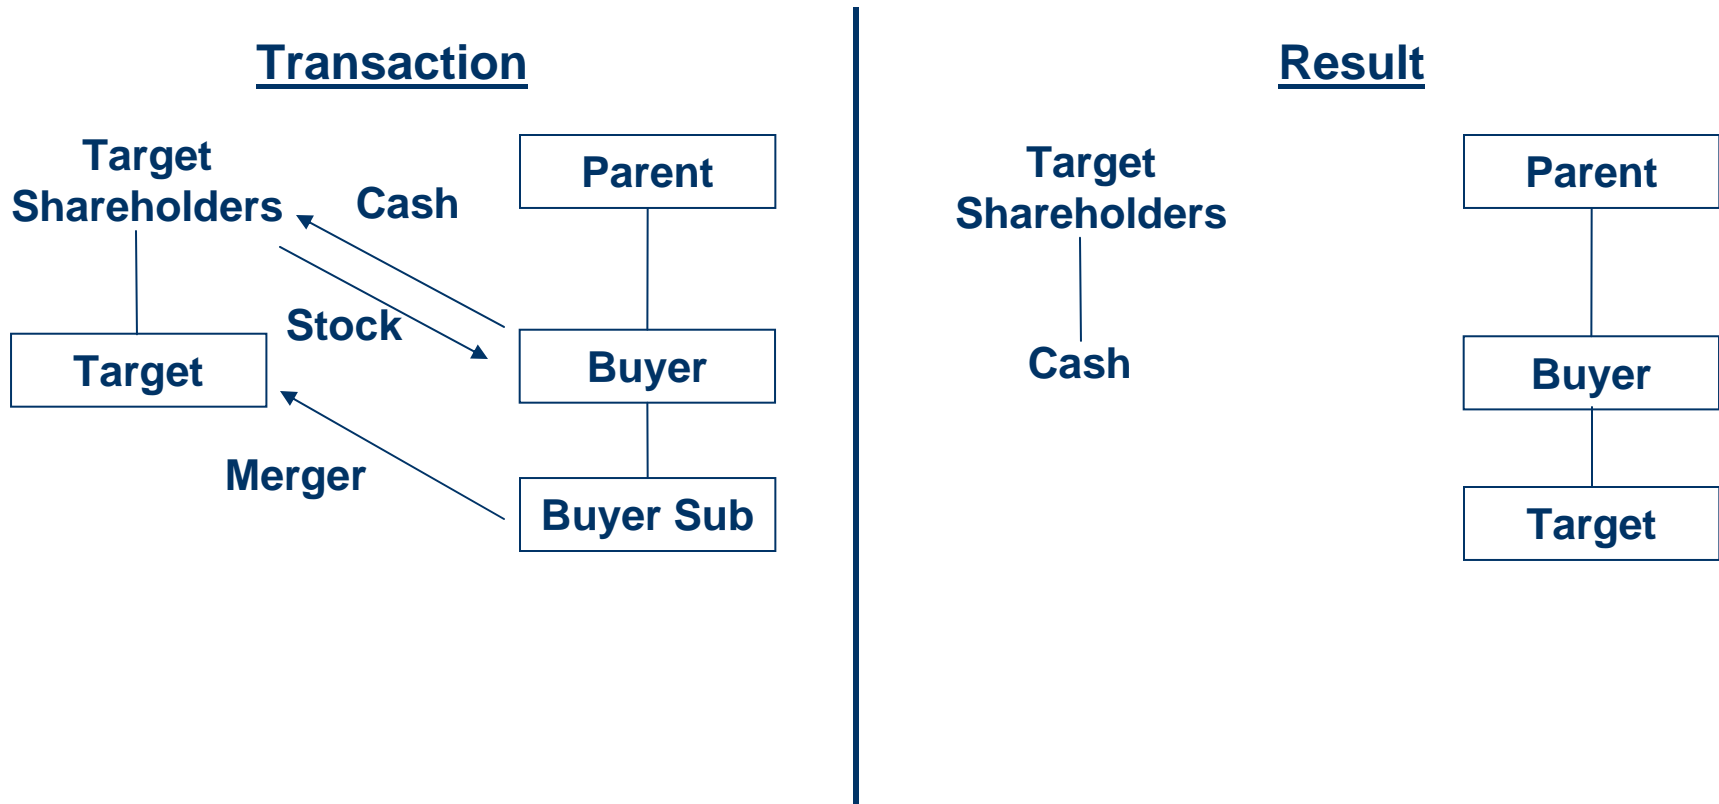 Transaction
Target
Shareholders
Cash
Parent
Stock
Target
Buyer
Merger
Buyer Sub
Result
Target
Shareholders
Parent
Cash
Buyer
Target